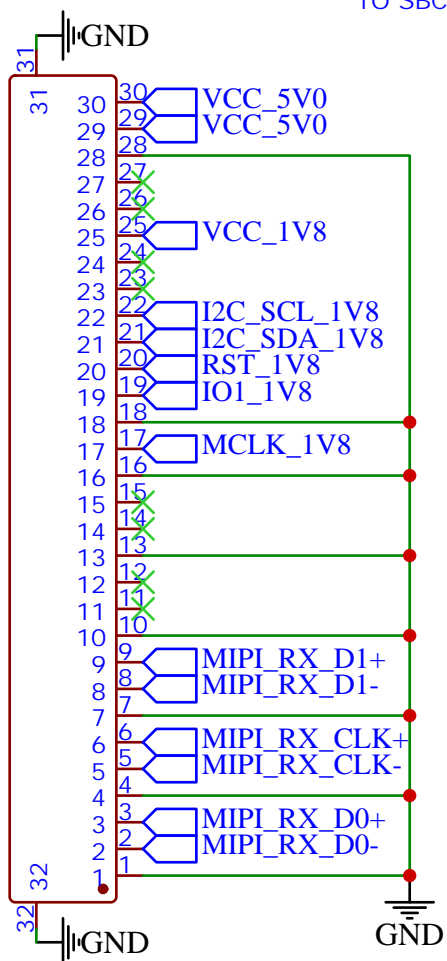 TO SBC
31
GND
31
30 30 VCC_5V0
29 29 VCC_5V0
28 28
27 27
26 26
25 25 VCC_1V8
24 24
23 23
22 22 I2C_SCL_1V8
21 21 I2C_SDA_1V8
20 20 RST_1V8
19 19 IO1_1V8
18 18
17 17 MCLK_1V8
16 16
15 15
14 14
13 13
12 12
11 11
10 10
9 9 MIPI_RX_D1+
8 8 MIPI_RX_D1-
7 7
6 6 MIPI_RX_CLK+
5 5 MIPI_RX_CLK-
4 4
3 3 MIPI_RX_D0+
2 2 MIPI_RX_D0-
1 1
32
32
GND
GND